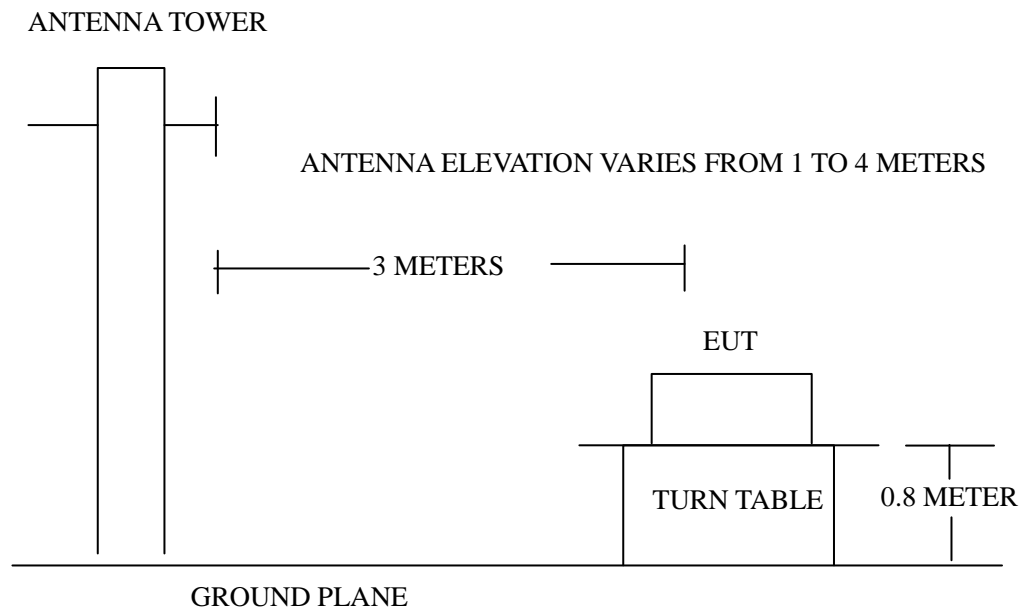 ANTENNA TOWER
ANTENNA ELEVATION VARIES FROM 1 TO 4 METERS
3 METERS
EUT
TURN TABLE
0.8 METER
GROUND PLANE